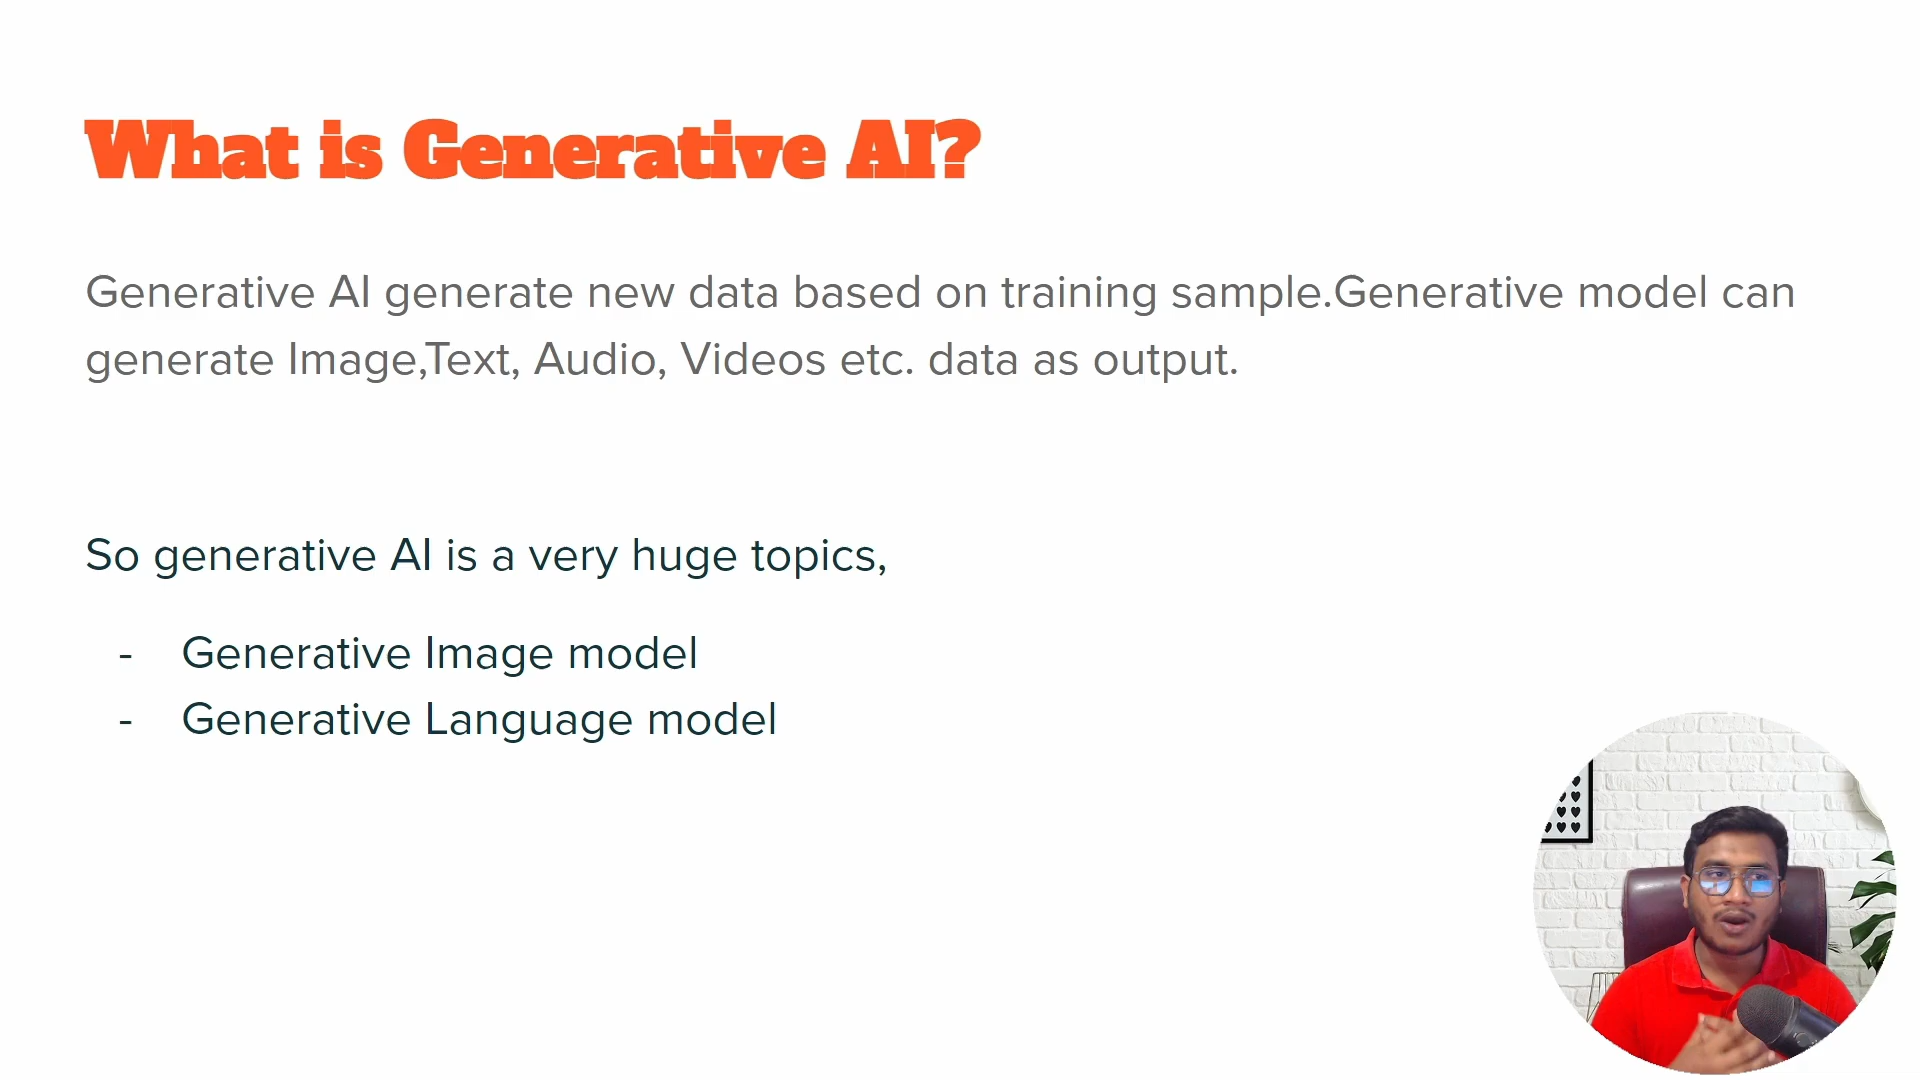 What is Generative AI?
Generative AI generate new data based on training sample.Generative model can
generate Image,Text, Audio, Videos etc. data as output.
So generative AI is a very huge topics,
- Generative Image model
- Generative Language model